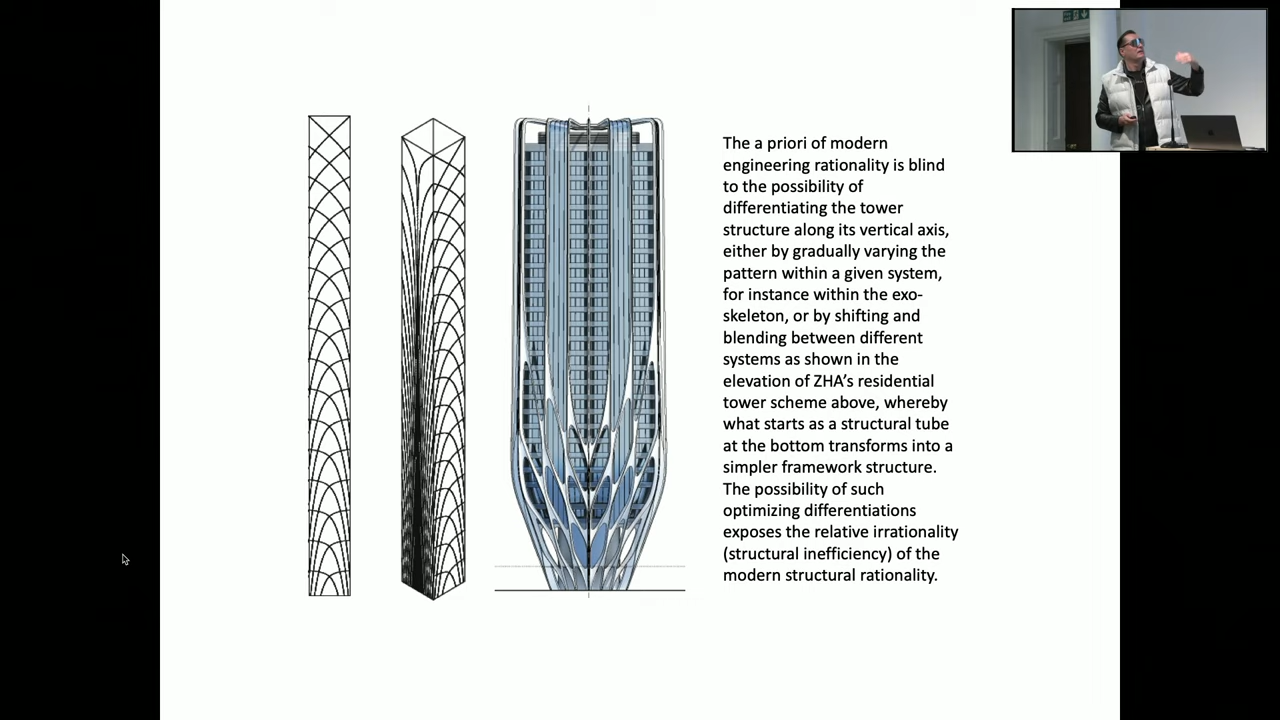 The a priori of modern
engineering rationality is blind
to the possibility of
differentiating the tower
structure along its vertical axis,
either by gradually varying the
pattern within a given system,
for instance within the exo-
skeleton, or by shifting and
blending between different
systems as shown in the
elevation of ZHA’s residential
tower scheme above, whereby
what starts as a structural tube
at the bottom transforms into a
simpler framework structure.
The possibility of such
optimizing differentiations
exposes the relative irrationality
(structural inefficiency) of the
modern structural rationality.